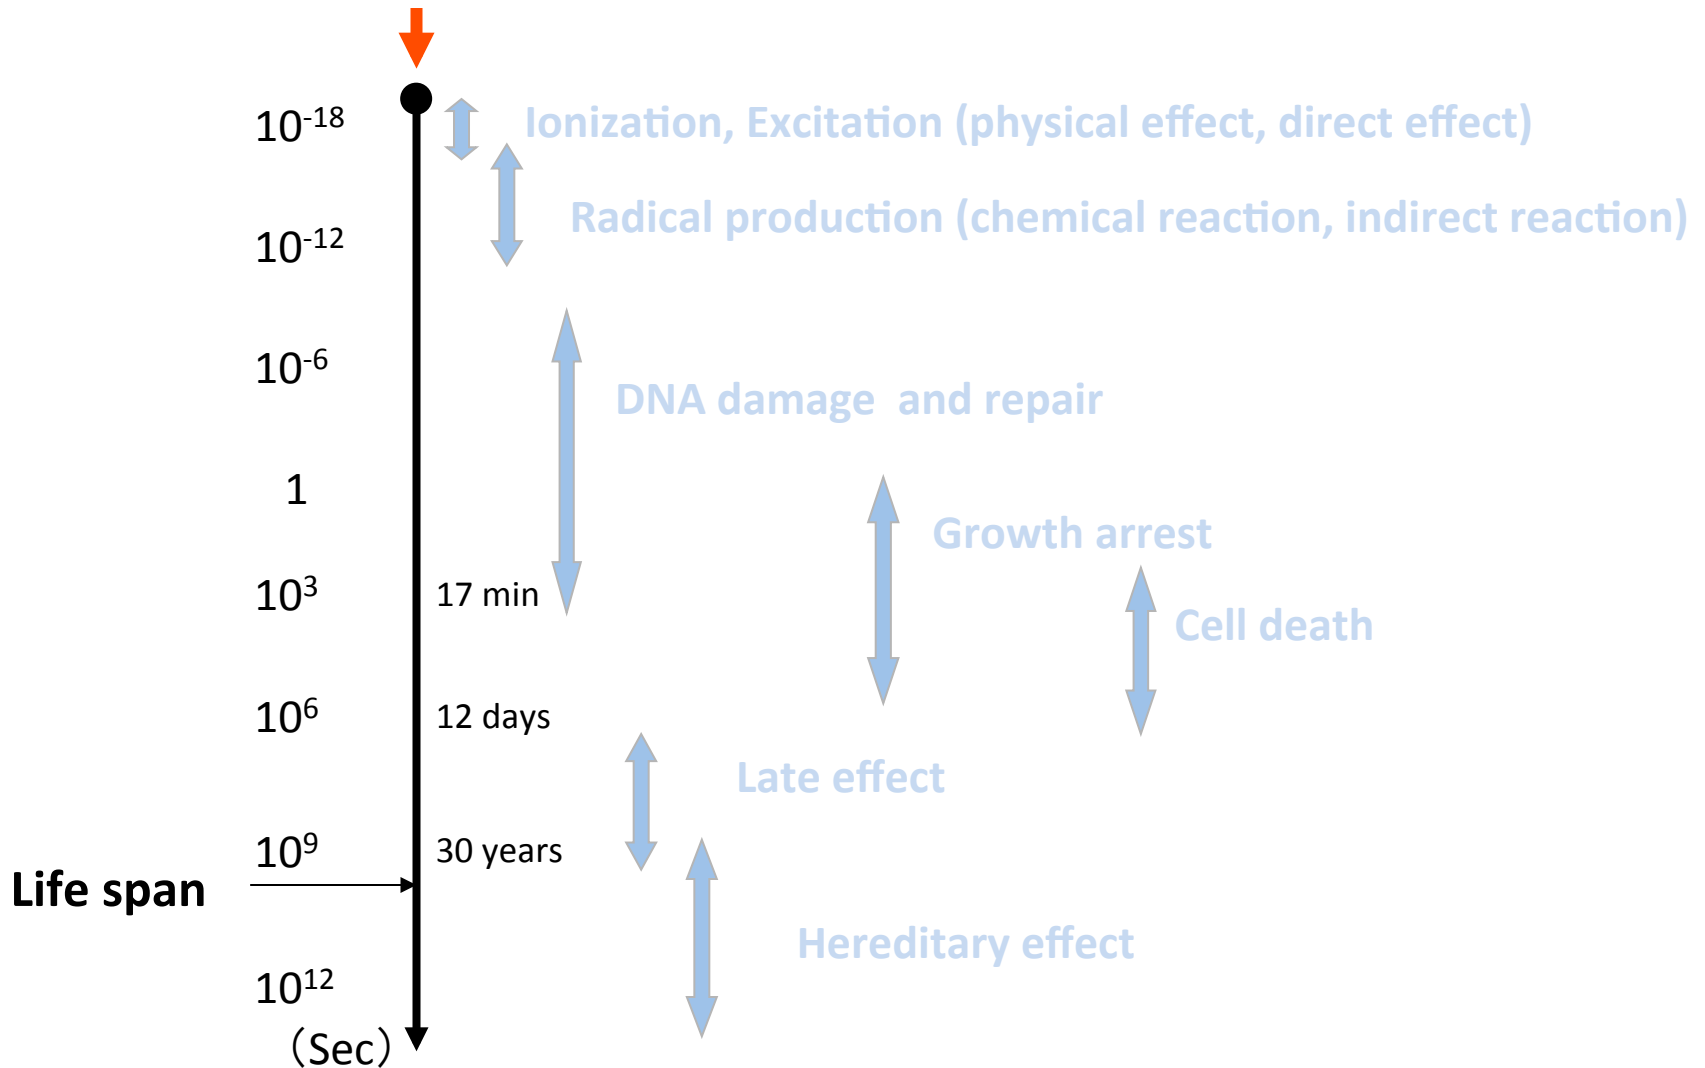 10⁻¹⁸
Ionization, Excitation (physical effect, direct effect)
Radical production (chemical reaction, indirect reaction)
10⁻¹²
10⁻⁶
DNA damage  and repair
1
Growth arrest
10³ 17 min
Cell death
10⁶ 12 days
Late effect
10⁹ 30 years
Life span
Hereditary effect
10¹²
（Sec）